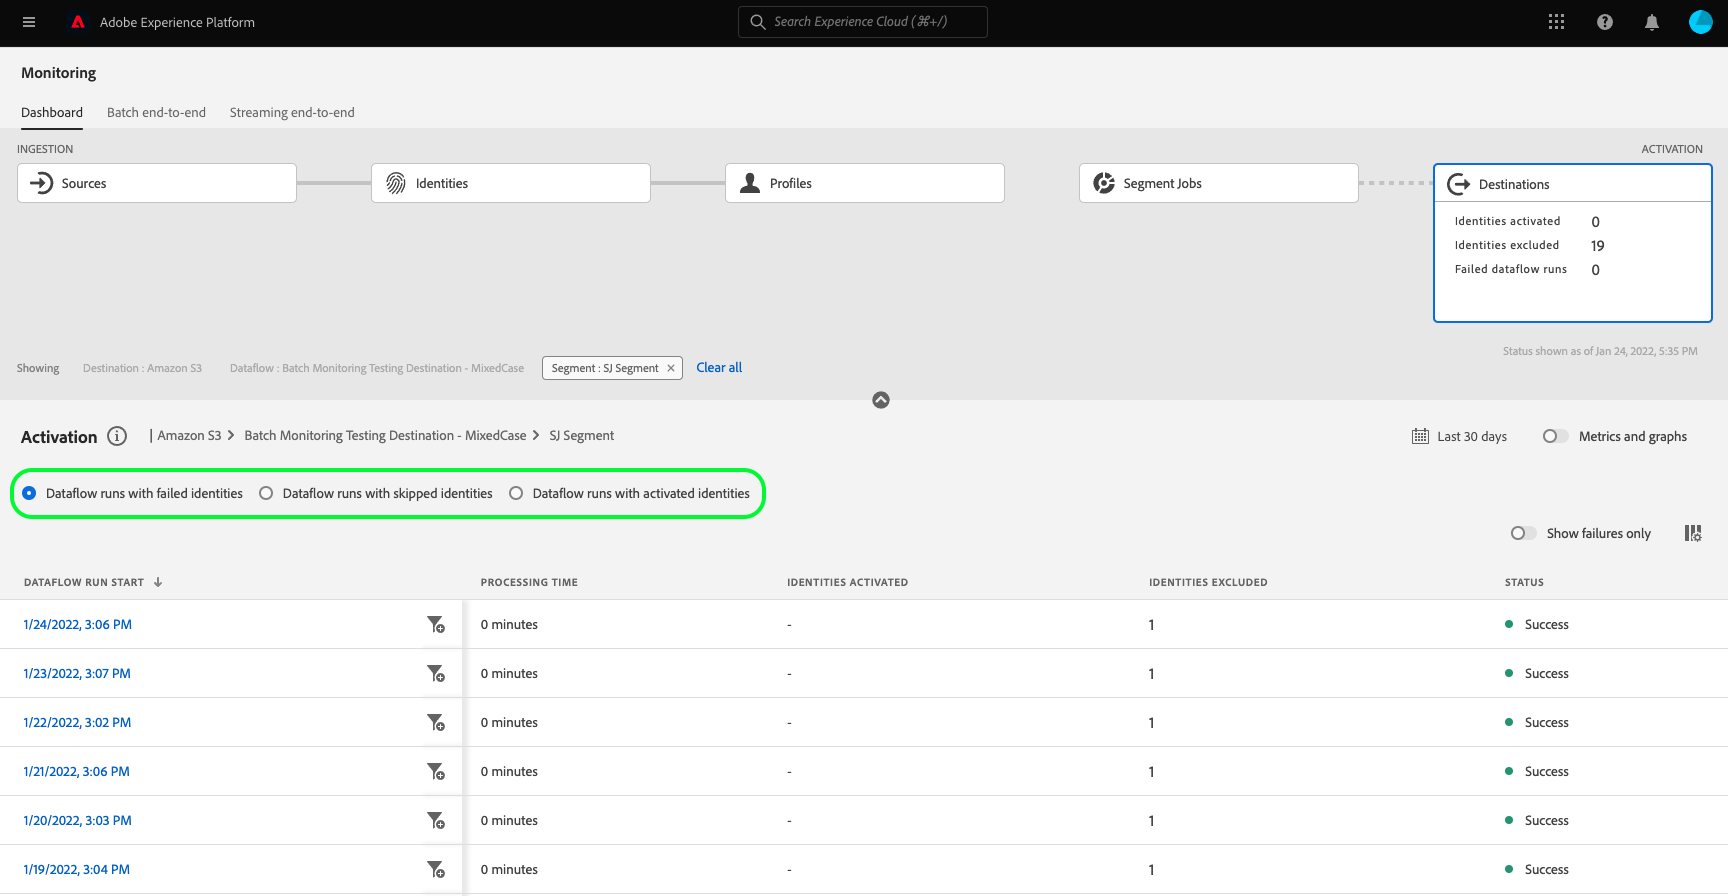 Adobe Experience Platform
Search Experience Cloud (⌘+/)
Monitoring
Dashboard Batch end-to-end Streaming end-to-end
INGESTION ACTIVATION
Sources Identities Profiles Segment Jobs Destinations
Identities activated 0
Identities excluded 19
Failed dataflow runs 0
Status shown as of Jan 24, 2022, 5:35 PM
Showing Destination : Amazon S3 Dataflow : Batch Monitoring Testing Destination - MixedCase Segment : SJ Segment × Clear all
Activation | Amazon S3 > Batch Monitoring Testing Destination - MixedCase > SJ Segment Last 30 days Metrics and graphs
Dataflow runs with failed identities Dataflow runs with skipped identities Dataflow runs with activated identities
Show failures only
DATAFLOW RUN START ↓ PROCESSING TIME IDENTITIES ACTIVATED IDENTITIES EXCLUDED STATUS
1/24/2022, 3:06 PM 0 minutes - 1 Success
1/23/2022, 3:07 PM 0 minutes - 1 Success
1/22/2022, 3:02 PM 0 minutes - 1 Success
1/21/2022, 3:06 PM 0 minutes - 1 Success
1/20/2022, 3:03 PM 0 minutes - 1 Success
1/19/2022, 3:04 PM 0 minutes - 1 Success